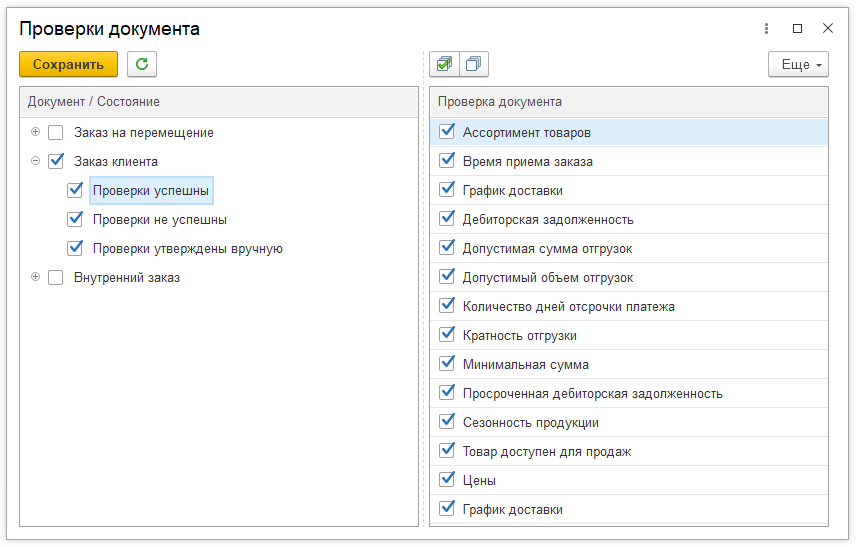 Проверки документа
Сохранить
Еще
Документ / Состояние
Заказ на перемещение
Заказ клиента
Проверки успешны
Проверки не успешны
Проверки утверждены вручную
Внутренний заказ
Проверка документа
Ассортимент товаров
Время приема заказа
График доставки
Дебиторская задолженность
Допустимая сумма отгрузок
Допустимый объем отгрузок
Количество дней отсрочки платежа
Кратность отгрузки
Минимальная сумма
Просроченная дебиторская задолженность
Сезонность продукции
Товар доступен для продаж
Цены
График доставки